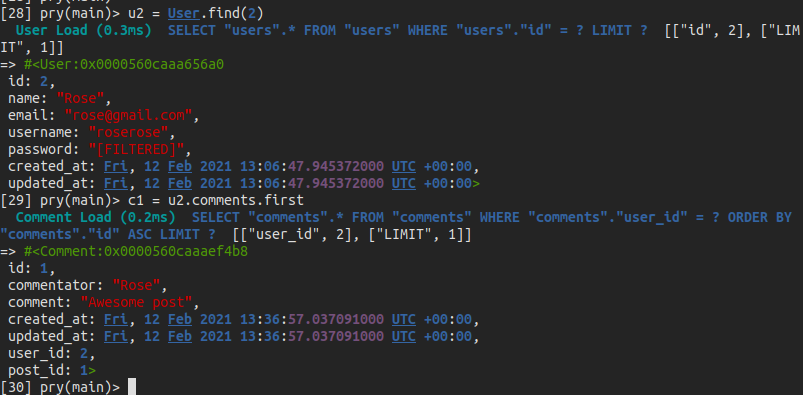 [28] pry(main)> u2 = User.find(2)
  User Load (0.3ms)  SELECT "users".* FROM "users" WHERE "users"."id" = ? LIMIT ?  [["id", 2], ["LIM
IT", 1]]
=> #<User:0x0000560caaa656a0
 id: 2,
 name: "Rose",
 email: "rose@gmail.com",
 username: "roserose",
 password: "[FILTERED]",
 created_at: Fri, 12 Feb 2021 13:06:47.945372000 UTC +00:00,
 updated_at: Fri, 12 Feb 2021 13:06:47.945372000 UTC +00:00>
[29] pry(main)> c1 = u2.comments.first
  Comment Load (0.2ms)  SELECT "comments".* FROM "comments" WHERE "comments"."user_id" = ? ORDER BY
"comments"."id" ASC LIMIT ?  [["user_id", 2], ["LIMIT", 1]]
=> #<Comment:0x0000560caaaef4b8
 id: 1,
 commentator: "Rose",
 comment: "Awesome post",
 created_at: Fri, 12 Feb 2021 13:36:57.037091000 UTC +00:00,
 updated_at: Fri, 12 Feb 2021 13:36:57.037091000 UTC +00:00,
 user_id: 2,
 post_id: 1>
[30] pry(main)>